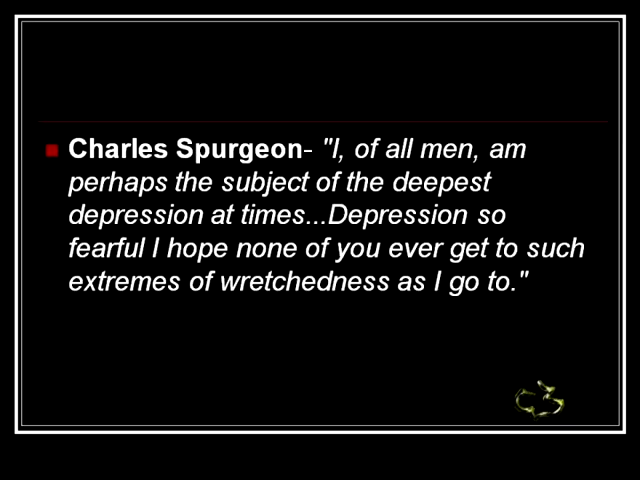 Charles Spurgeon- "I, of all men, am
perhaps the subject of the deepest
depression at times...Depression so
fearful I hope none of you ever get to such
extremes of wretchedness as I go to."